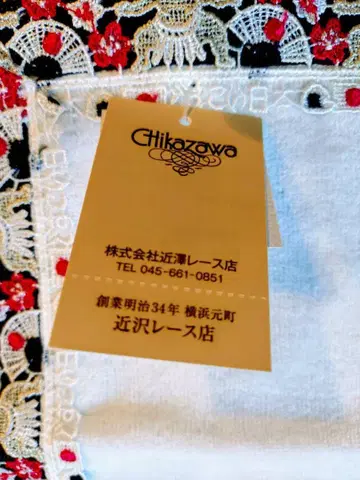 Chikazawa
株式会社近澤レース店
TEL 045-661-0851
創業明治34年 横浜元町
近沢レース店